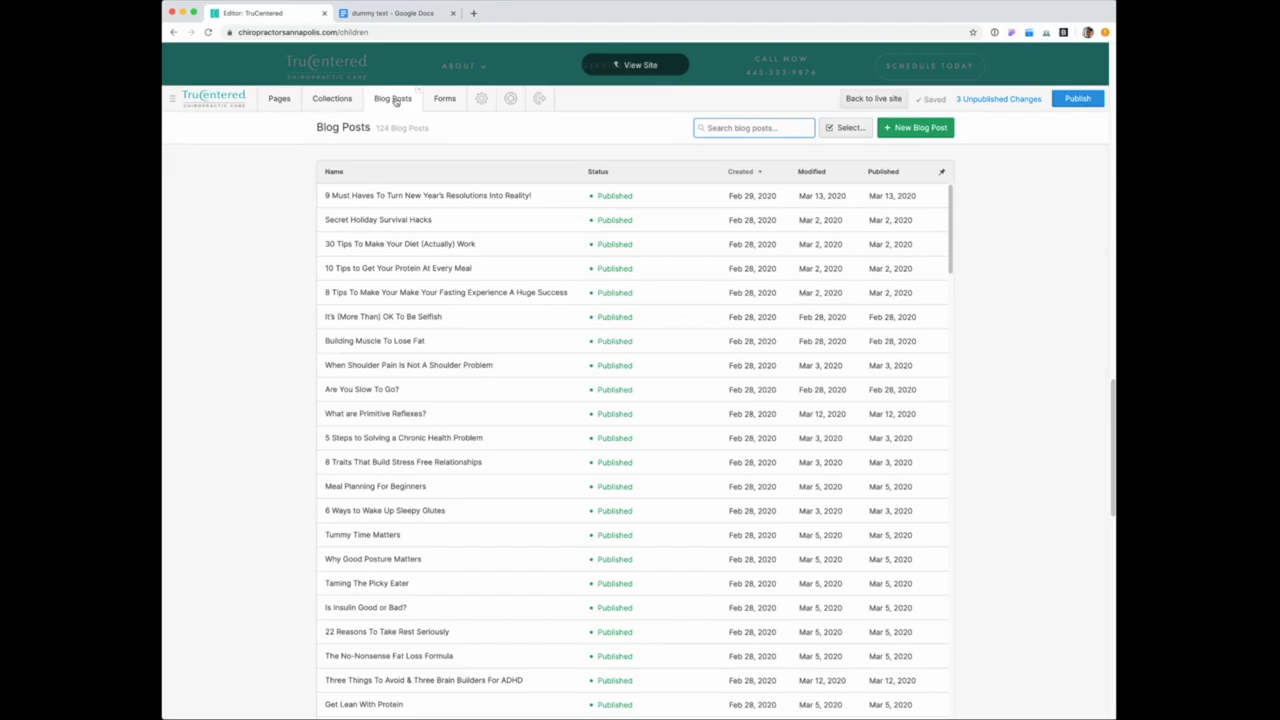 Editor: TruCentered
dummy text - Google Docs
chiropractorsannapolis.com/children
TruCentered
CHIROPRACTIC CARE
ABOUT
View Site
CALL NOW
443-333-9876
SCHEDULE TODAY
TruCentered
CHIROPRACTIC CARE
Pages
Collections
Blog Posts
Forms
Back to live site
Saved
3 Unpublished Changes
Publish
Blog Posts 124 Blog Posts
Search blog posts...
Select...
+ New Blog Post
Name Status Created Modified Published
9 Must Haves To Turn New Year's Resolutions Into Reality! Published Feb 29, 2020 Mar 13, 2020 Mar 13, 2020
Secret Holiday Survival Hacks Published Feb 28, 2020 Mar 2, 2020 Mar 2, 2020
30 Tips To Make Your Diet (Actually) Work Published Feb 28, 2020 Mar 2, 2020 Mar 2, 2020
10 Tips to Get Your Protein At Every Meal Published Feb 28, 2020 Mar 2, 2020 Mar 2, 2020
8 Tips To Make Your Make Your Fasting Experience A Huge Success Published Feb 28, 2020 Mar 2, 2020 Mar 2, 2020
It's (More Than) OK To Be Selfish Published Feb 28, 2020 Feb 28, 2020 Feb 28, 2020
Building Muscle To Lose Fat Published Feb 28, 2020 Feb 28, 2020 Feb 28, 2020
When Shoulder Pain Is Not A Shoulder Problem Published Feb 28, 2020 Mar 3, 2020 Mar 3, 2020
Are You Slow To Go? Published Feb 28, 2020 Feb 28, 2020 Feb 28, 2020
What are Primitive Reflexes? Published Feb 28, 2020 Mar 12, 2020 Mar 12, 2020
5 Steps to Solving a Chronic Health Problem Published Feb 28, 2020 Mar 3, 2020 Mar 3, 2020
8 Traits That Build Stress Free Relationships Published Feb 28, 2020 Mar 3, 2020 Mar 3, 2020
Meal Planning For Beginners Published Feb 28, 2020 Mar 5, 2020 Mar 5, 2020
6 Ways to Wake Up Sleepy Glutes Published Feb 28, 2020 Mar 3, 2020 Mar 3, 2020
Tummy Time Matters Published Feb 28, 2020 Mar 5, 2020 Mar 5, 2020
Why Good Posture Matters Published Feb 28, 2020 Mar 5, 2020 Mar 5, 2020
Taming The Picky Eater Published Feb 28, 2020 Mar 5, 2020 Mar 5, 2020
Is Insulin Good or Bad? Published Feb 28, 2020 Mar 5, 2020 Mar 5, 2020
22 Reasons To Take Rest Seriously Published Feb 28, 2020 Mar 5, 2020 Mar 5, 2020
The No-Nonsense Fat Loss Formula Published Feb 28, 2020 Mar 5, 2020 Mar 5, 2020
Three Things To Avoid & Three Brain Builders For ADHD Published Feb 28, 2020 Mar 12, 2020 Mar 12, 2020
Get Lean With Protein Published Feb 28, 2020 Mar 5, 2020 Mar 5, 2020